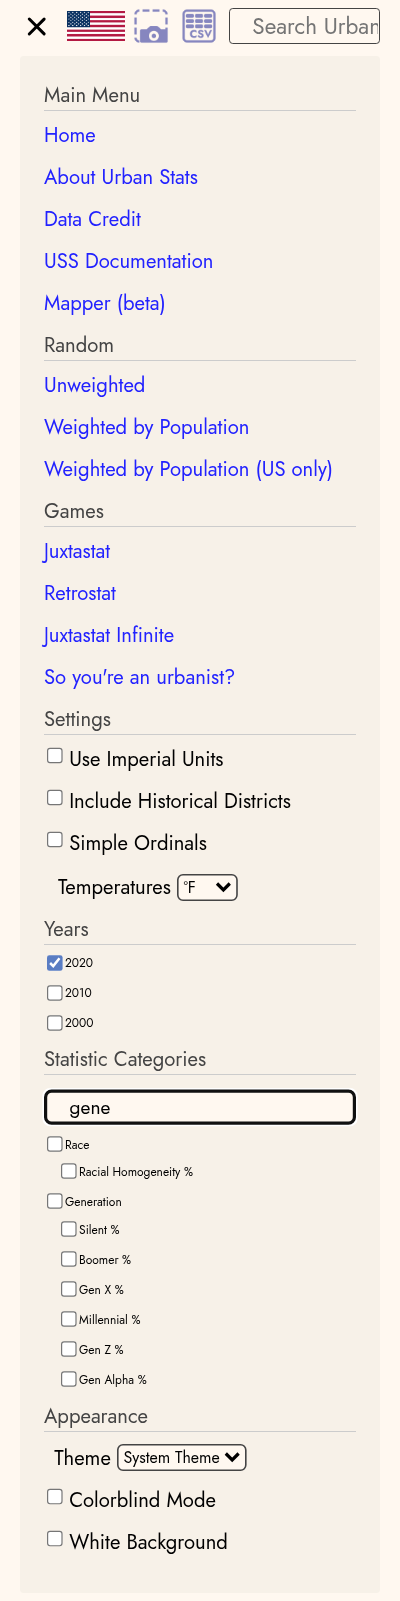 CSV
Search Urban
Main Menu
Home
About Urban Stats
Data Credit
USS Documentation
Mapper (beta)
Random
Unweighted
Weighted by Population
Weighted by Population (US only)
Games
Juxtastat
Retrostat
Juxtastat Infinite
So you're an urbanist?
Settings
Use Imperial Units
Include Historical Districts
Simple Ordinals
Temperatures °F
Years
2020
2010
2000
Statistic Categories
gene
Race
Racial Homogeneity %
Generation
Silent %
Boomer %
Gen X %
Millennial %
Gen Z %
Gen Alpha %
Appearance
Theme System Theme
Colorblind Mode
White Background